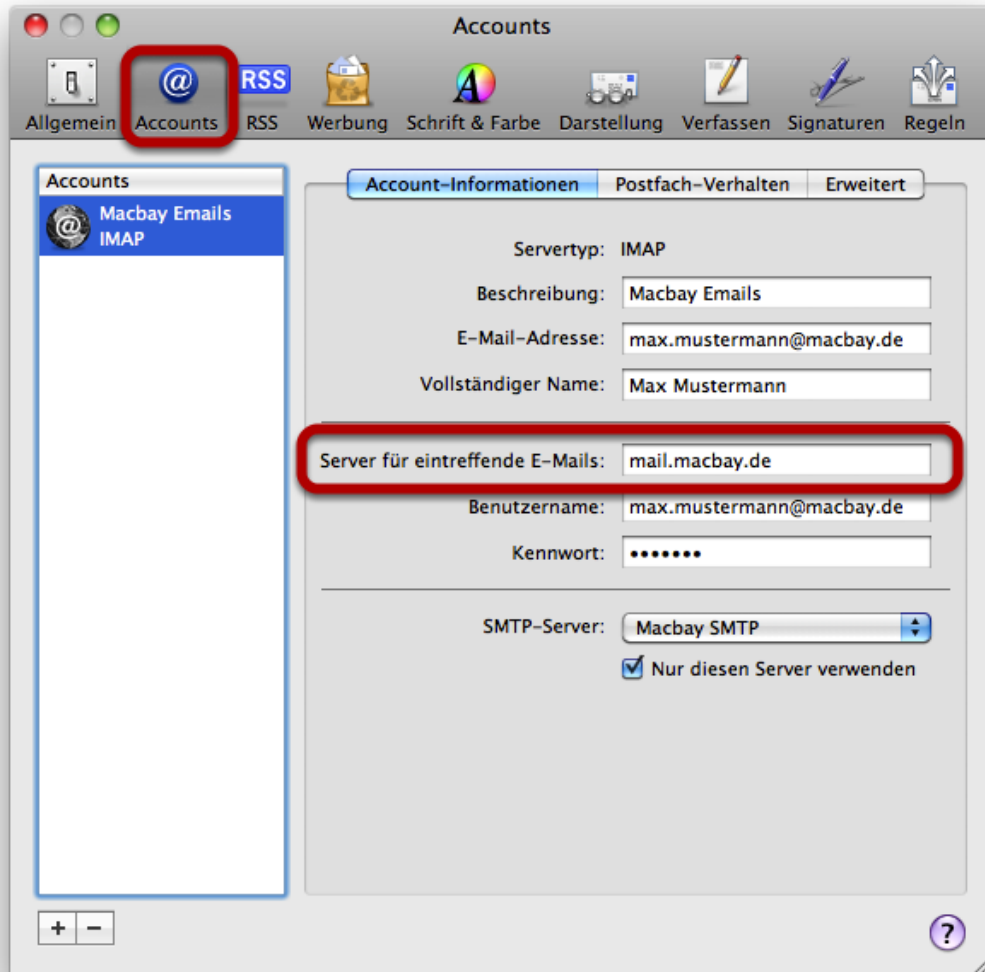 Accounts
RSS
Allgemein Accounts RSS Werbung Schrift & Farbe Darstellung Verfassen Signaturen Regeln
Accounts
Macbay Emails
IMAP
Account-Informationen Postfach-Verhalten Erweitert
Servertyp: IMAP
Beschreibung: Macbay Emails
E-Mail-Adresse: max.mustermann@macbay.de
Vollständiger Name: Max Mustermann
Server für eintreffende E-Mails: mail.macbay.de
Benutzername: max.mustermann@macbay.de
Kennwort: •••••••
SMTP-Server: Macbay SMTP
Nur diesen Server verwenden
+ −
?